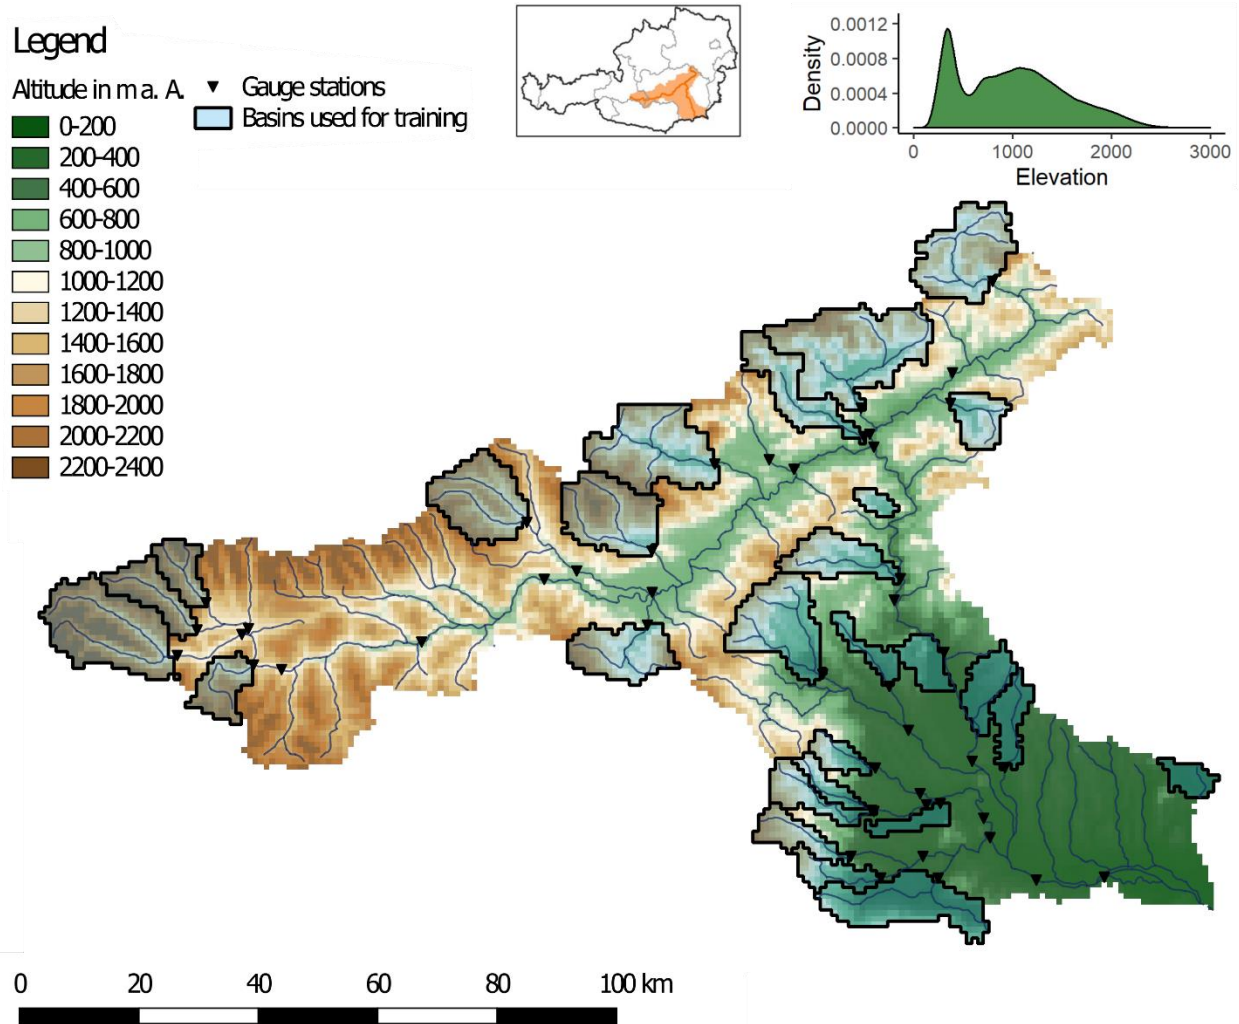 Legend
Altitude in m a. A.
0-200
200-400
400-600
600-800
800-1000
1000-1200
1200-1400
1400-1600
1600-1800
1800-2000
2000-2200
2200-2400
Gauge stations
Basins used for training
Density
0.0012
0.0008
0.0004
0.0000
0 1000 2000 3000
Elevation
0 20 40 60 80 100 km